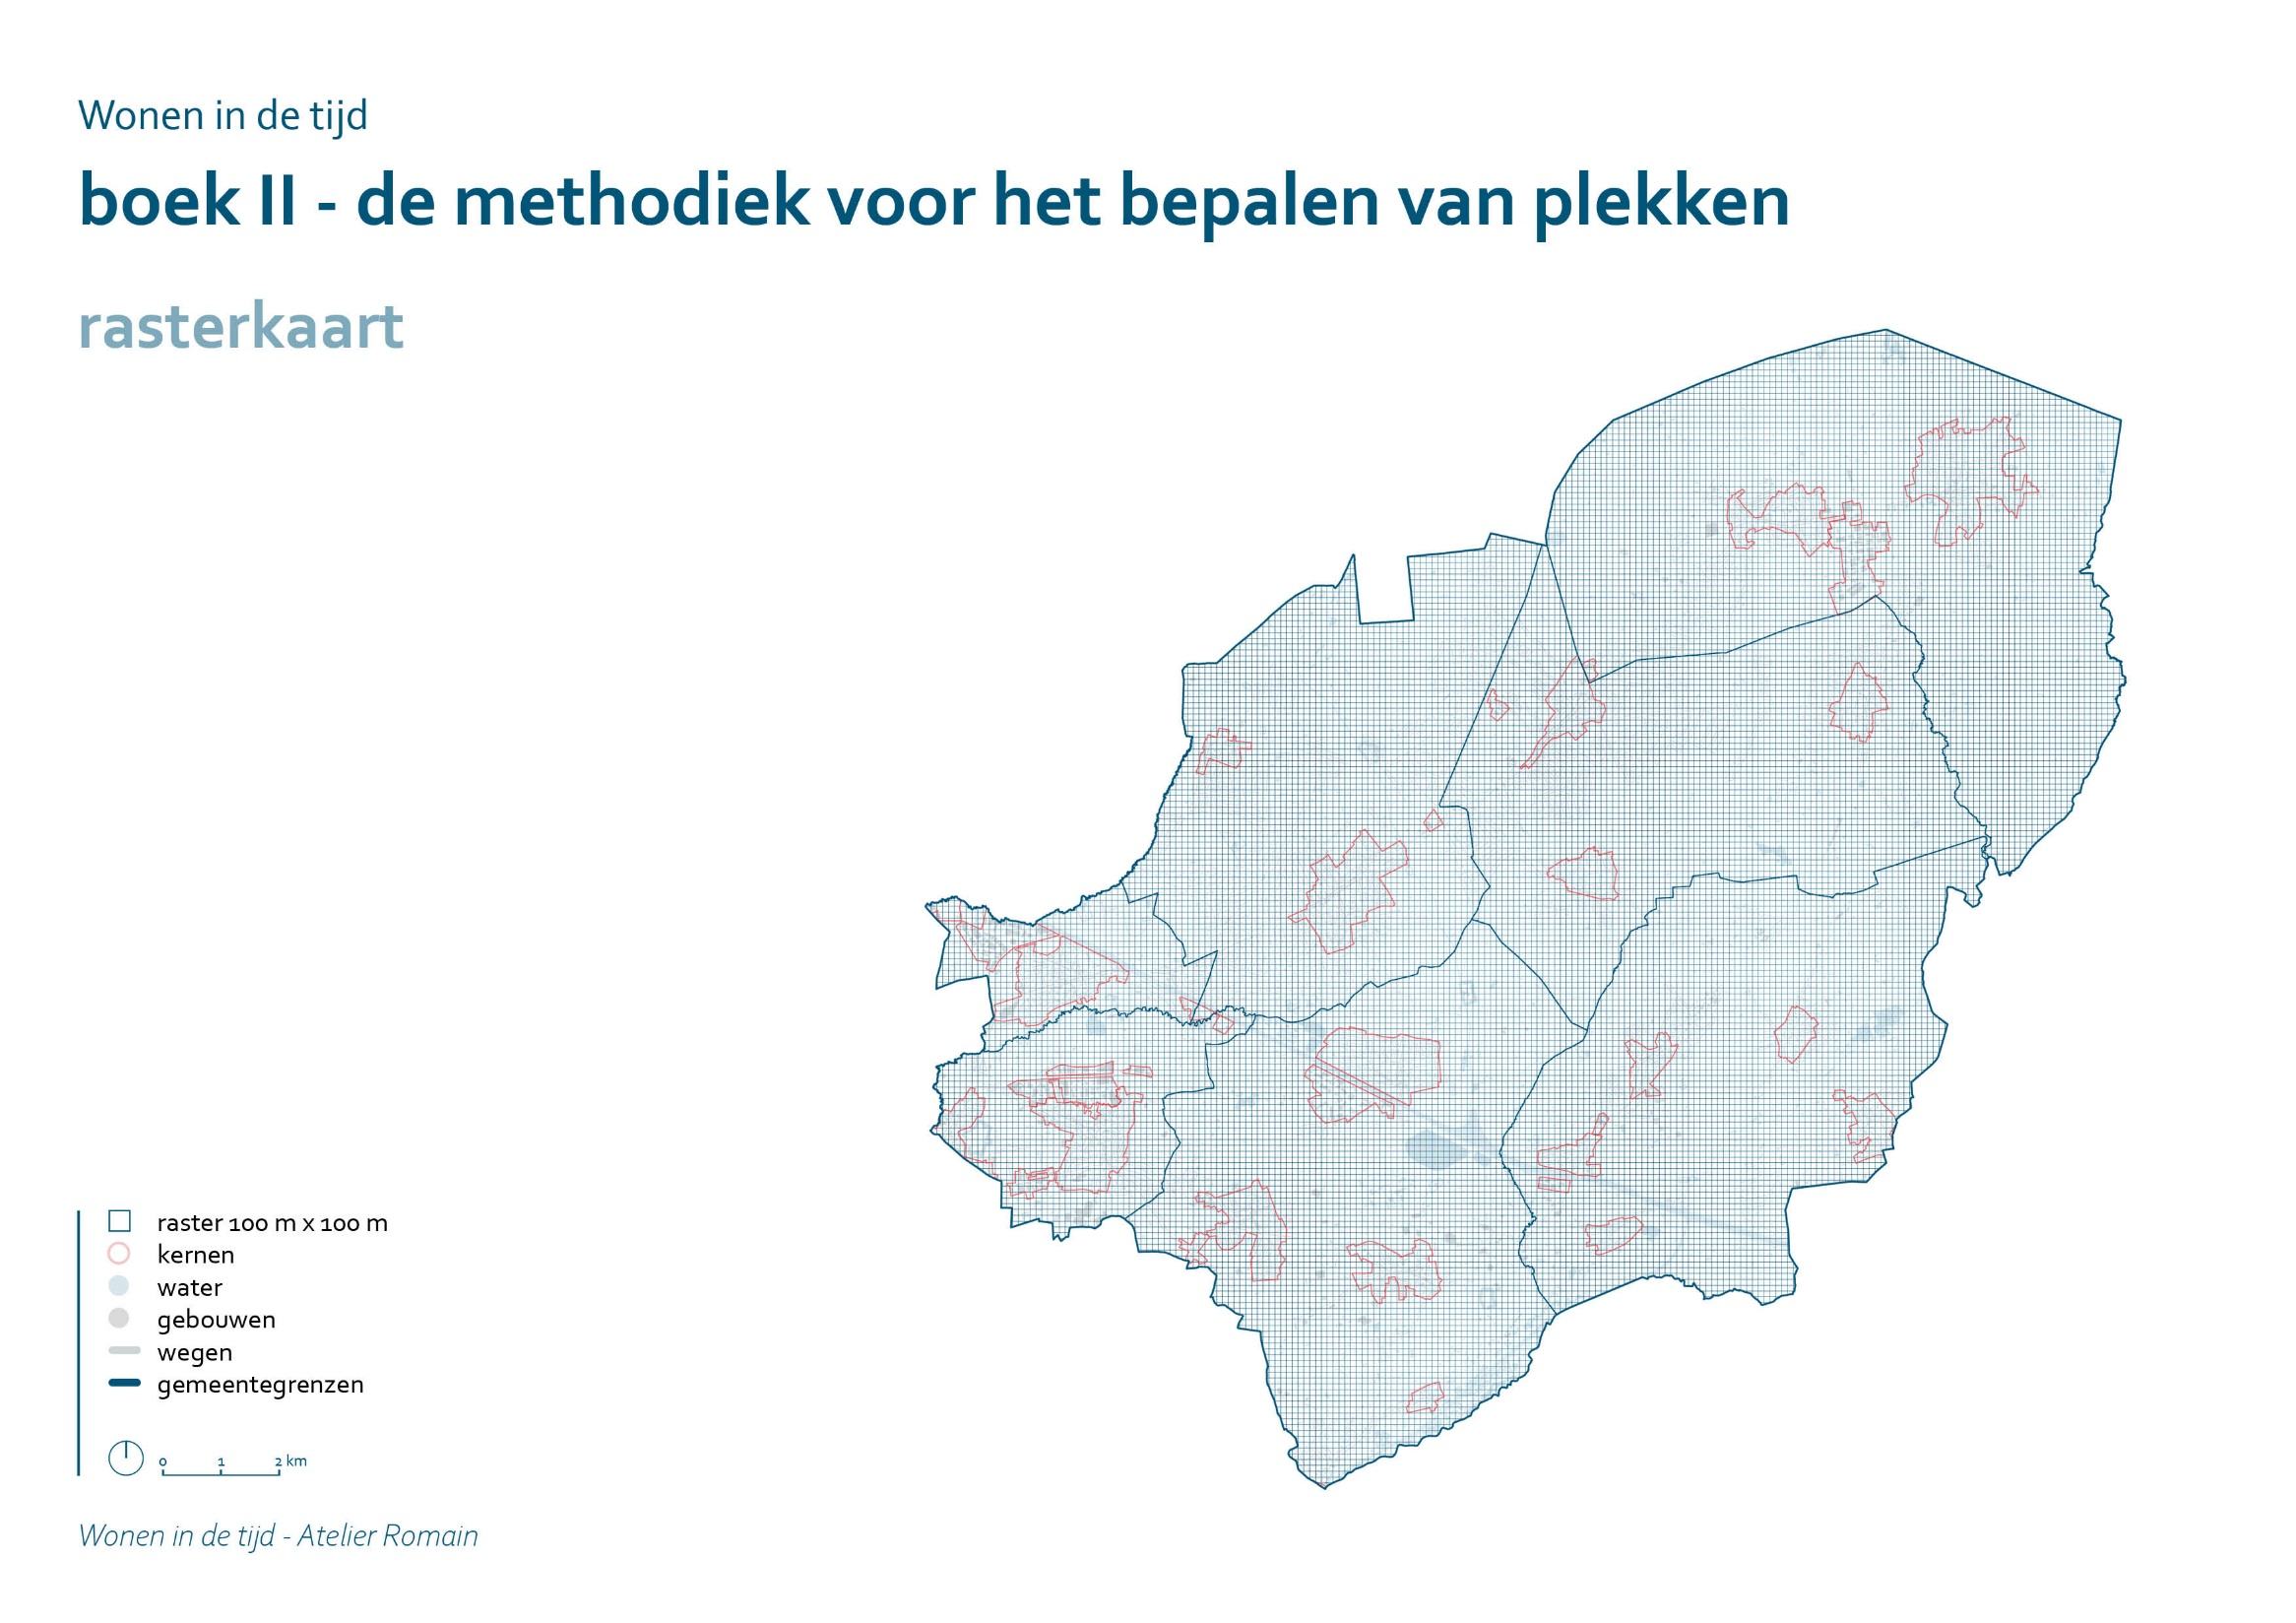 Wonen in de tijd
boek II - de methodiek voor het bepalen van plekken
rasterkaart
raster 100 m x 100 m
kernen
water
gebouwen
wegen
gemeentegrenzen
0 1 2 km
Wonen in de tijd - Atelier Romain